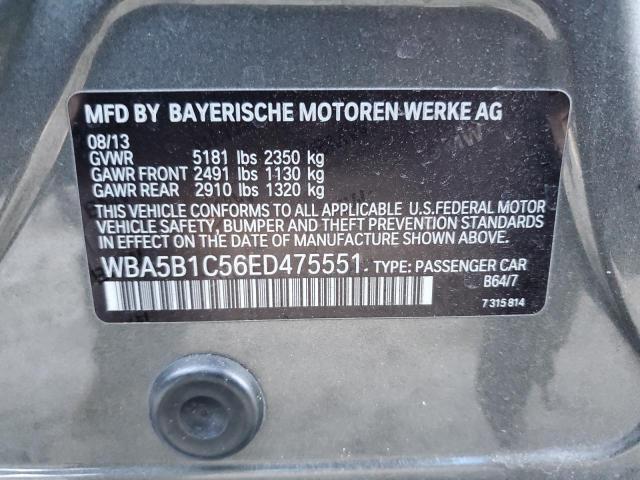 MFD BY BAYERISCHE MOTOREN WERKE AG
08/13
GVWR 5181 lbs 2350 kg
GAWR FRONT 2491 lbs 1130 kg
GAWR REAR 2910 lbs 1320 kg
THIS VEHICLE CONFORMS TO ALL APPLICABLE U.S.FEDERAL MOTOR
VEHICLE SAFETY, BUMPER AND THEFT PREVENTION STANDARDS
IN EFFECT ON THE DATE OF MANUFACTURE SHOWN ABOVE.
WBA5B1C56ED475551. TYPE: PASSENGER CAR
B64/7
7 315 814